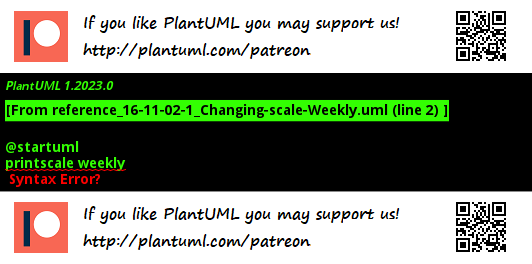 If you like PlantUML you may support us!
http://plantuml.com/patreon
PlantUML 1.2023.0
[From reference_16-11-02-1_Changing-scale-Weekly.uml (line 2) ]
@startuml
printscale weekly
Syntax Error?
If you like PlantUML you may support us!
http://plantuml.com/patreon